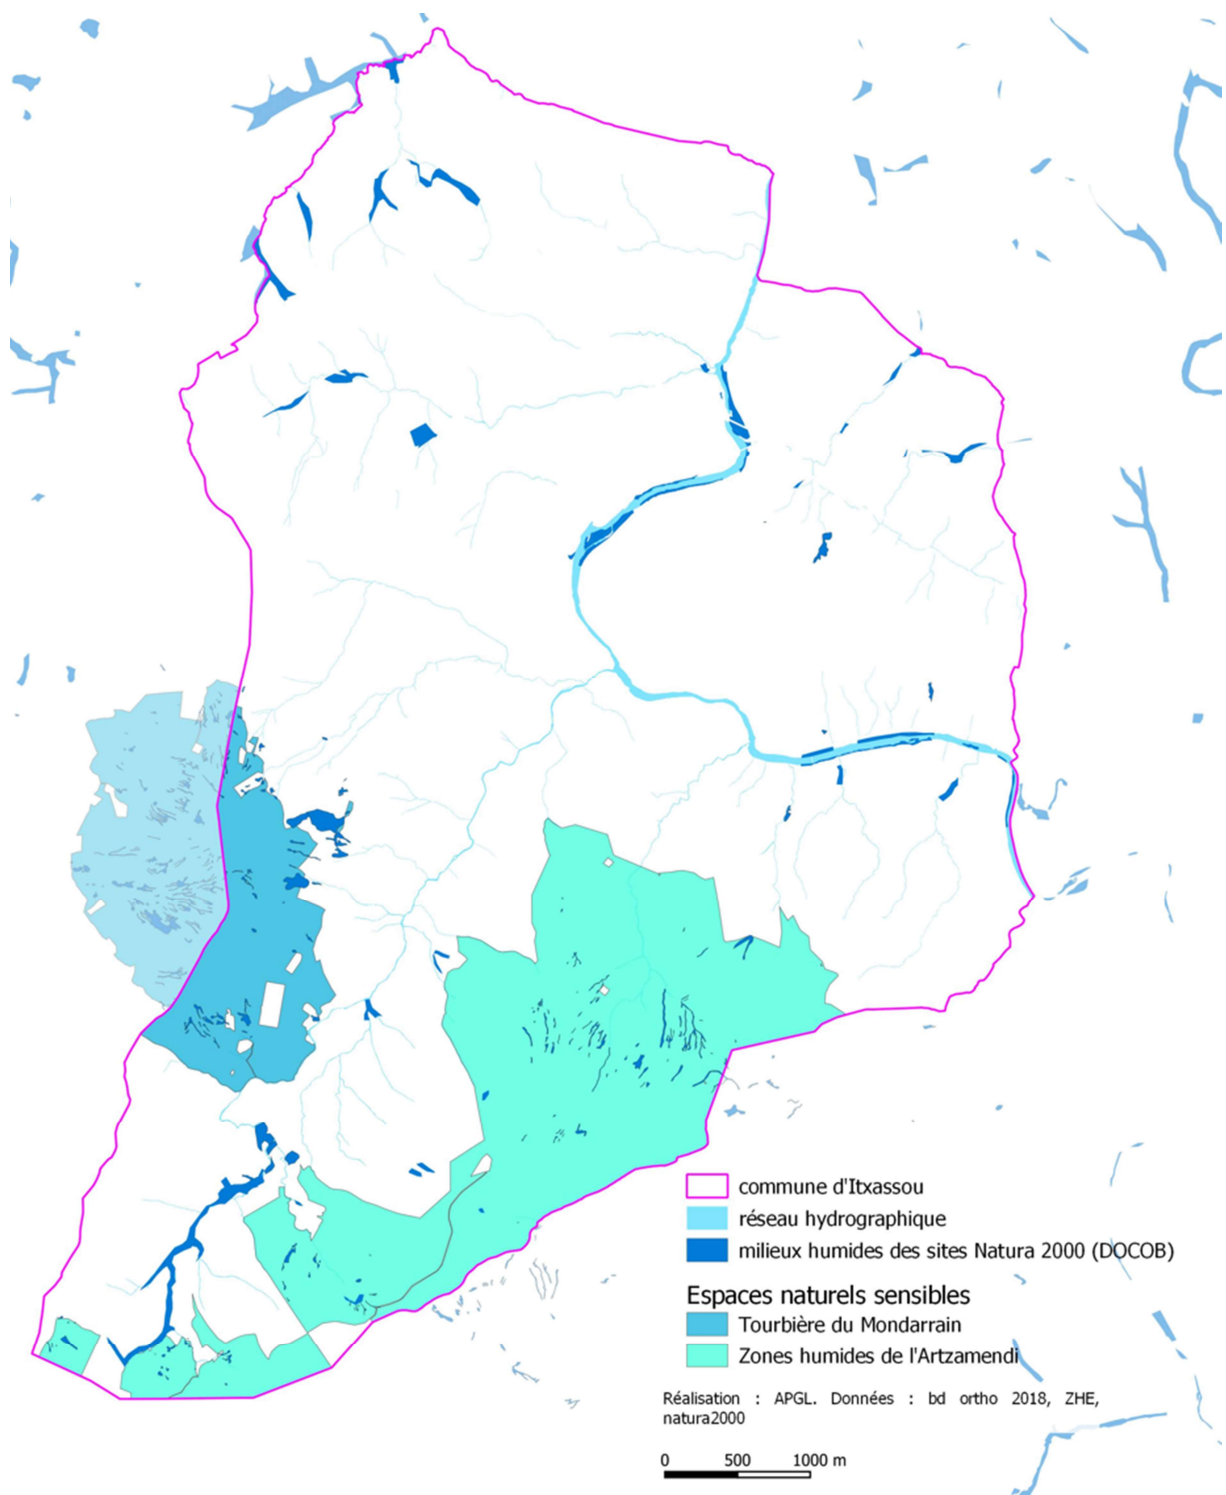 commune d'Itxassou
réseau hydrographique
milieux humides des sites Natura 2000 (DOCOB)
Espaces naturels sensibles
Tourbière du Mondarrain
Zones humides de l'Artzamendi
Réalisation : APGL. Données : bd ortho 2018, ZHE,
natura2000
0 500 1000 m